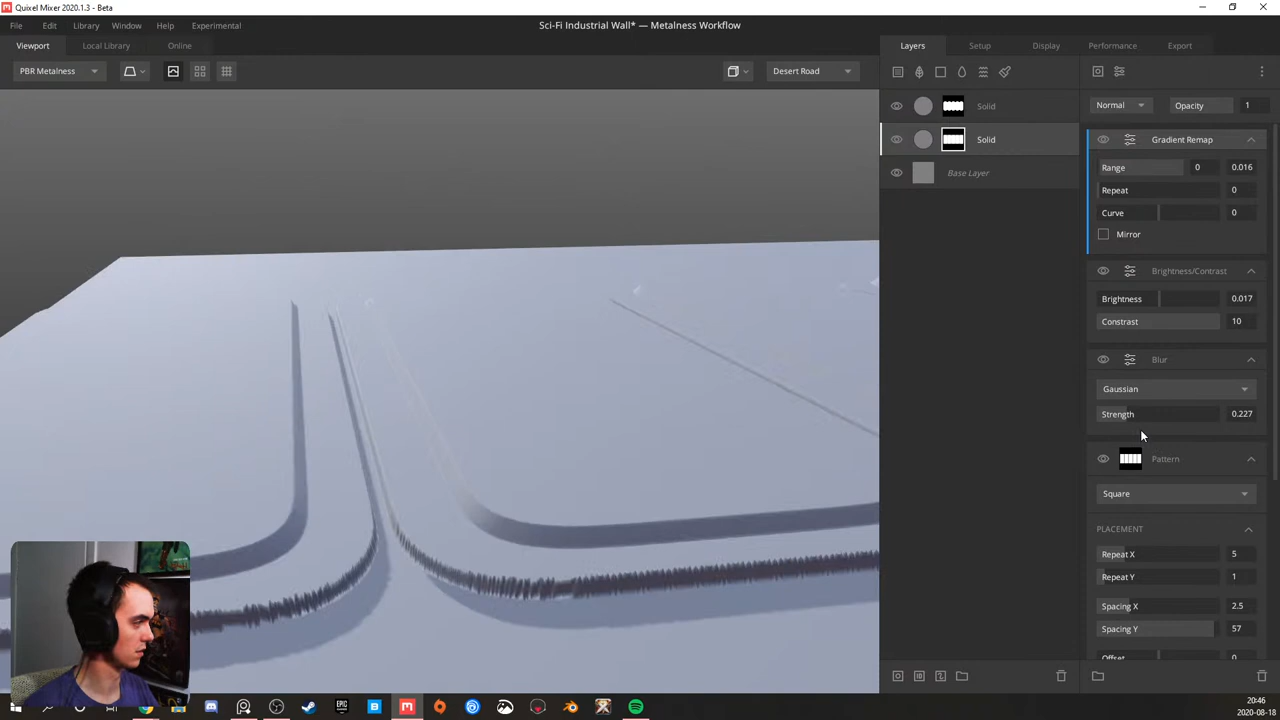 Quixel Mixer 2020.1.3 - Beta
File Edit Library Window Help Experimental
Sci-Fi Industrial Wall* — Metalness Workflow
Viewport Local Library Online
Layers Setup Display Performance Export
PBR Metalness
Desert Road
Normal Opacity 1
Solid
Solid
Base Layer
Gradient Remap
Range 0 0.016
Repeat 0
Curve 0
Mirror
Brightness/Contrast
Brightness 0.017
Constrast 10
Blur
Gaussian
Strength 0.227
Pattern
Square
PLACEMENT
Repeat X 5
Repeat Y 1
Spacing X 2.5
Spacing Y 57
Offset 0
20:46
2020-08-18